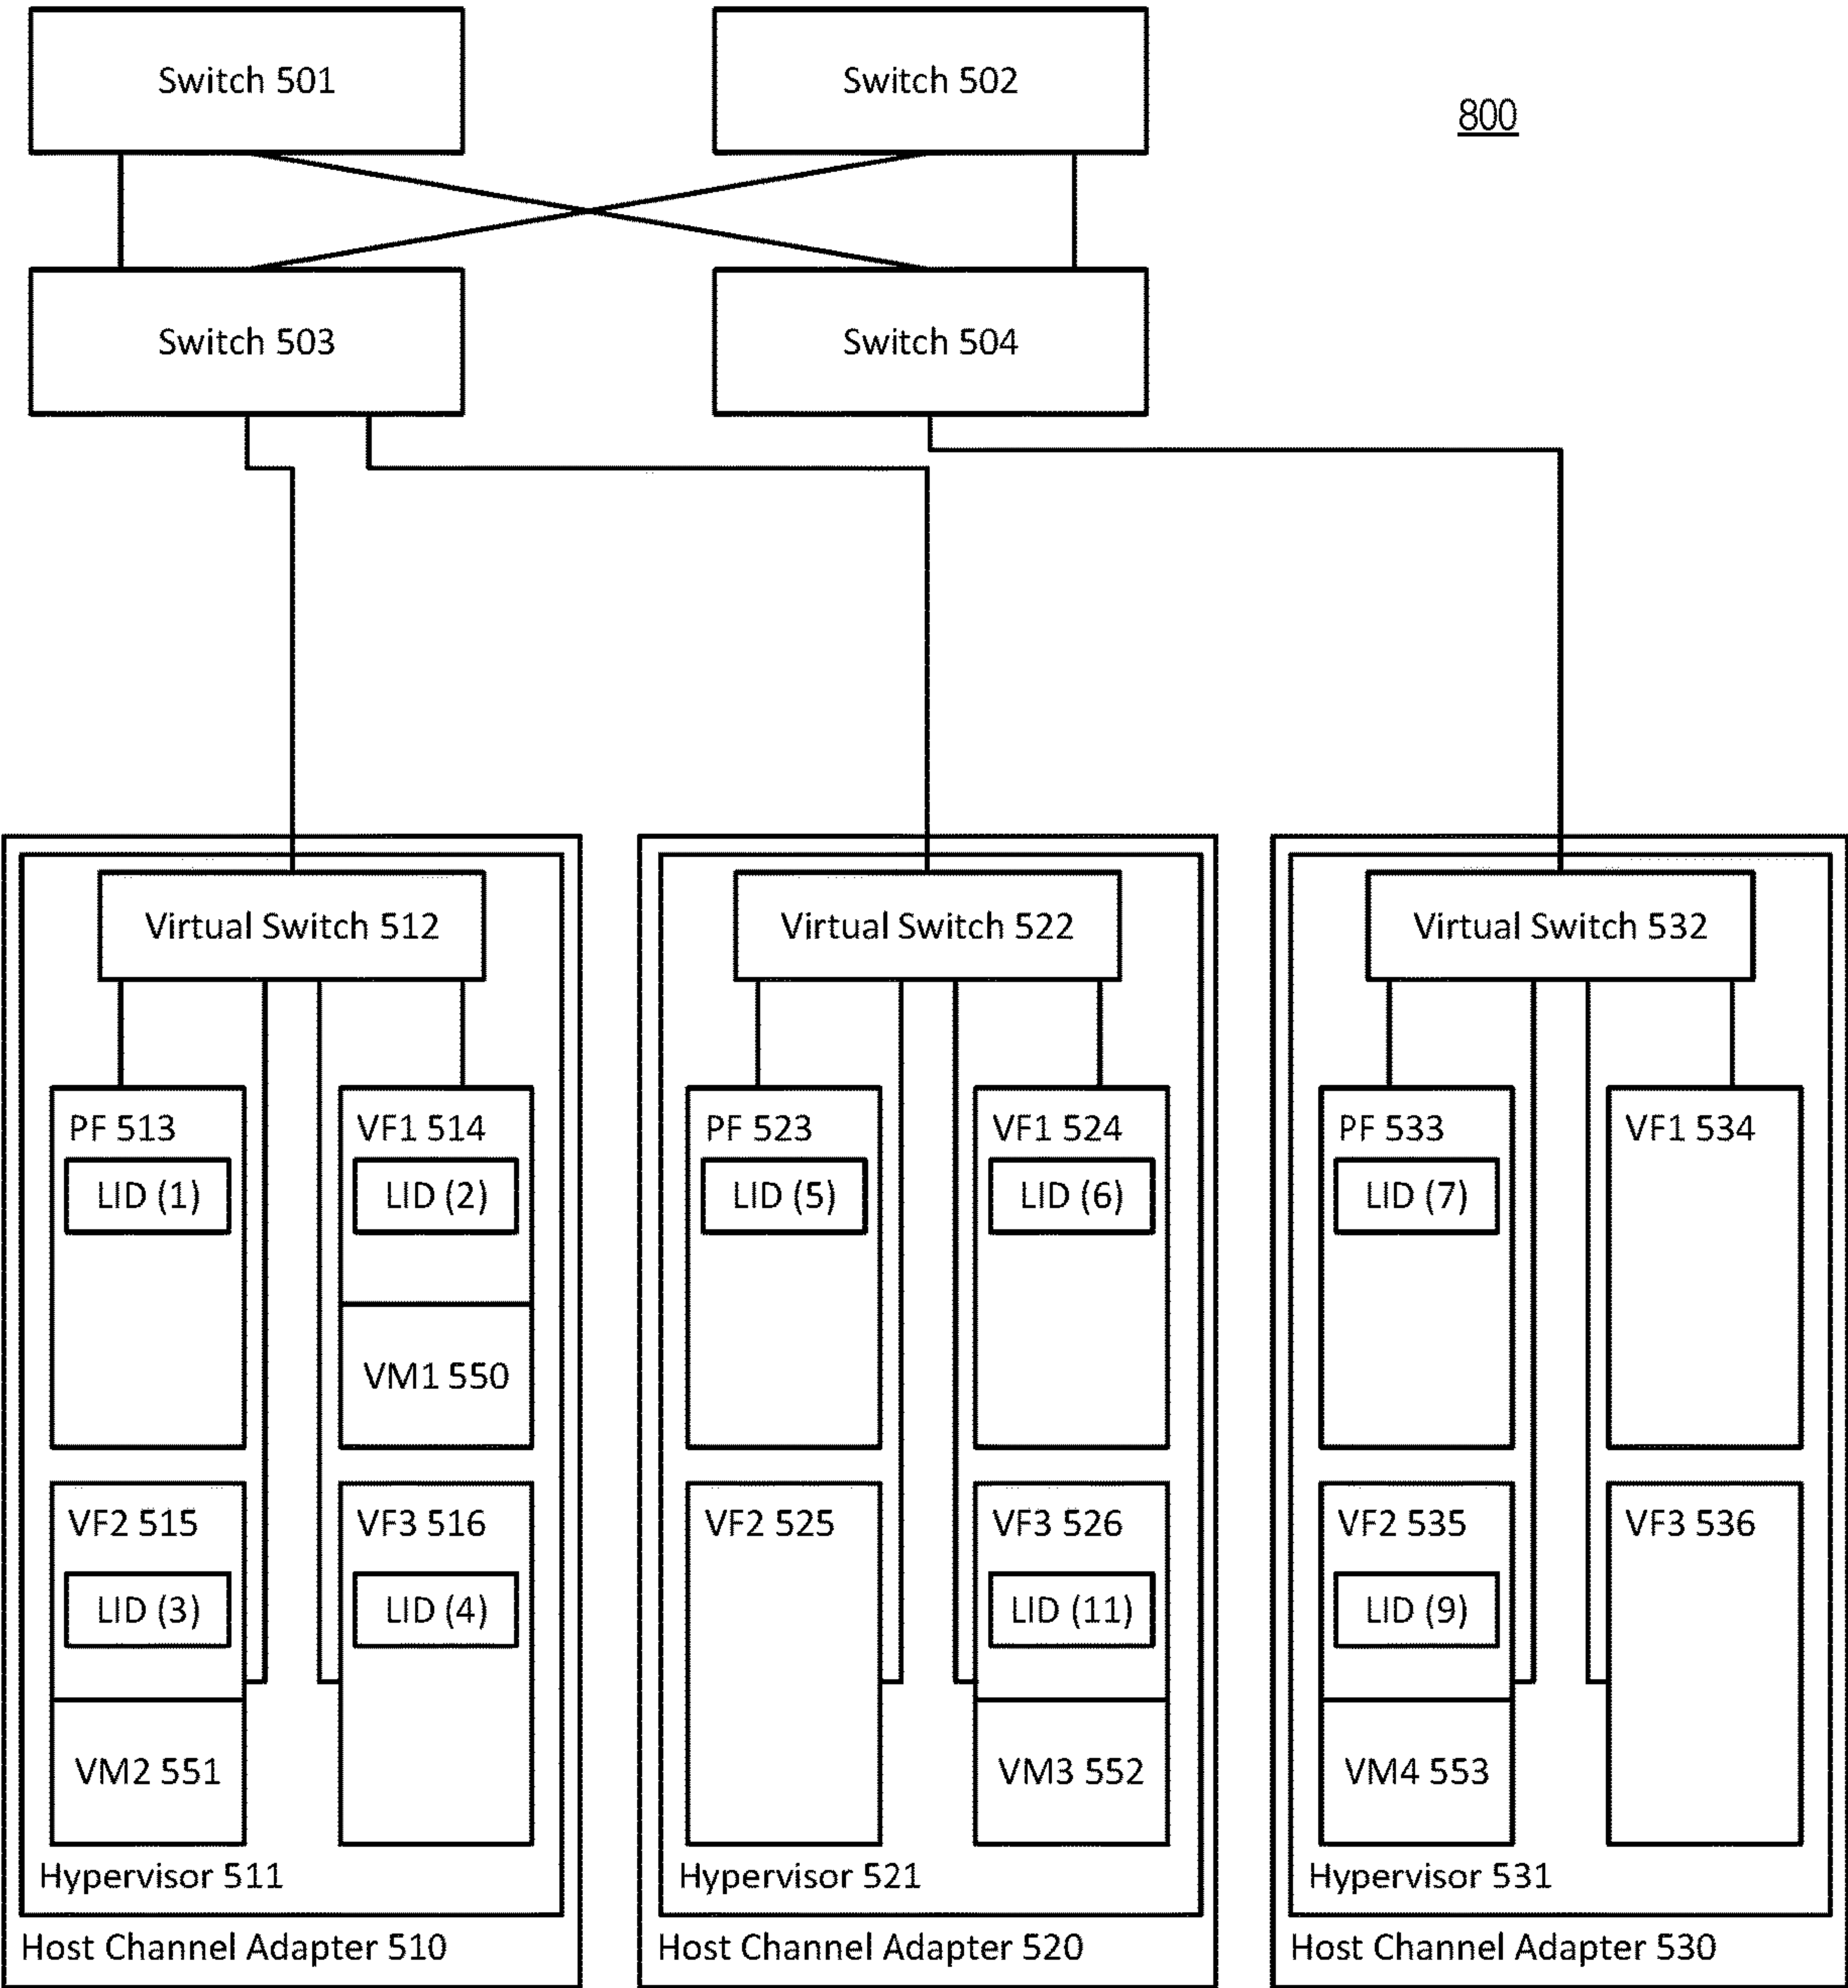 Switch 501
Switch 502
800
Switch 503
Switch 504
Virtual Switch 512
Virtual Switch 522
Virtual Switch 532
PF 513
LID (1)
VF1 514
LID (2)
VM1 550
PF 523
LID (5)
VF1 524
LID (6)
PF 533
LID (7)
VF1 534
VF2 515
LID (3)
VM2 551
VF3 516
LID (4)
VF2 525
VF3 526
LID (11)
VM3 552
VF2 535
LID (9)
VM4 553
VF3 536
Hypervisor 511
Hypervisor 521
Hypervisor 531
Host Channel Adapter 510
Host Channel Adapter 520
Host Channel Adapter 530